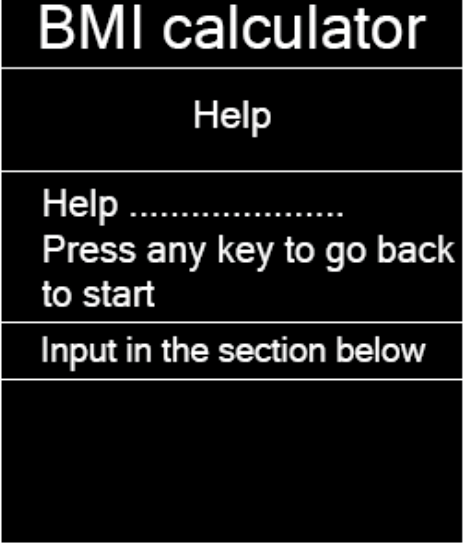 BMI calculator
Help
Help .....................
Press any key to go back
to start
Input in the section below